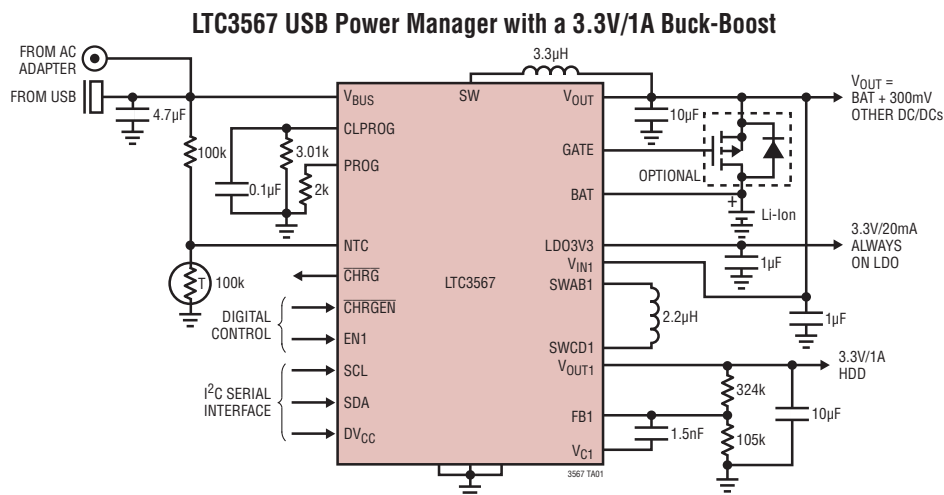 LTC3567 USB Power Manager with a 3.3V/1A Buck-Boost
FROM AC
ADAPTER
FROM USB
4.7µF
100k
0.1µF
3.01k
2k
T
100k
DIGITAL
CONTROL
I2C SERIAL
INTERFACE
VBUS
CLPROG
PROG
NTC
CHRG
CHRGEN
EN1
SCL
SDA
DVCC
SW
LTC3567
VOUT
GATE
BAT
LDO3V3
VIN1
SWAB1
SWCD1
VOUT1
FB1
VC1
3567 TA01
3.3µH
10µF
OPTIONAL
+
Li-Ion
1µF
2.2µH
1µF
324k
1.5nF
105k
10µF
VOUT =
BAT + 300mV
OTHER DC/DCs
3.3V/20mA
ALWAYS
ON LDO
3.3V/1A
HDD